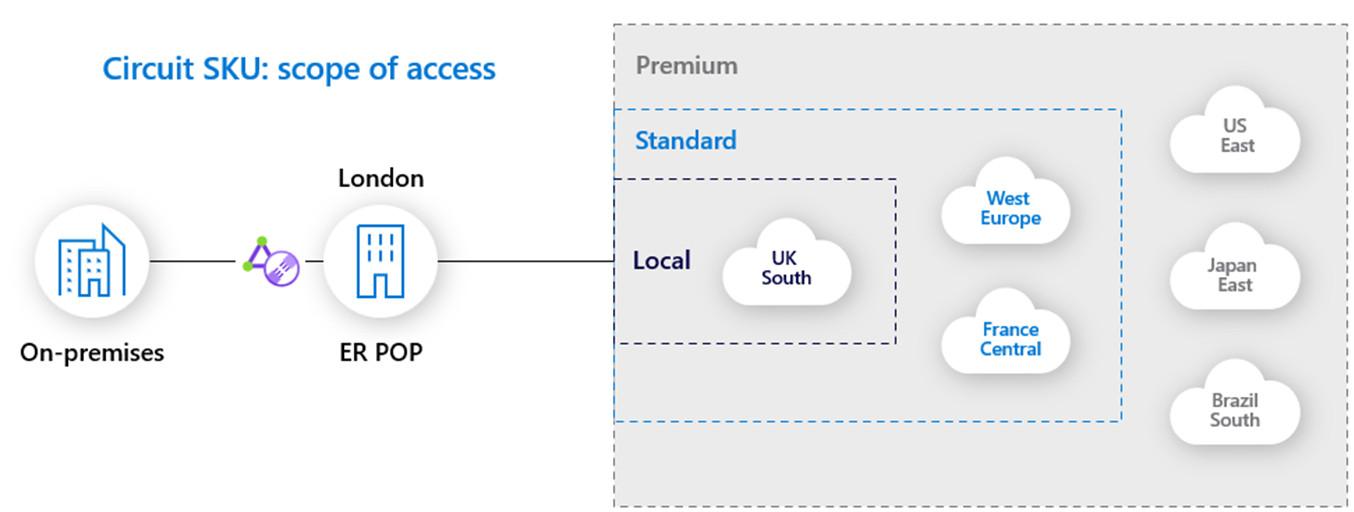 Circuit SKU: scope of access
On-premises
London
ER POP
Premium
Standard
Local
UK
South
West
Europe
France
Central
US
East
Japan
East
Brazil
South